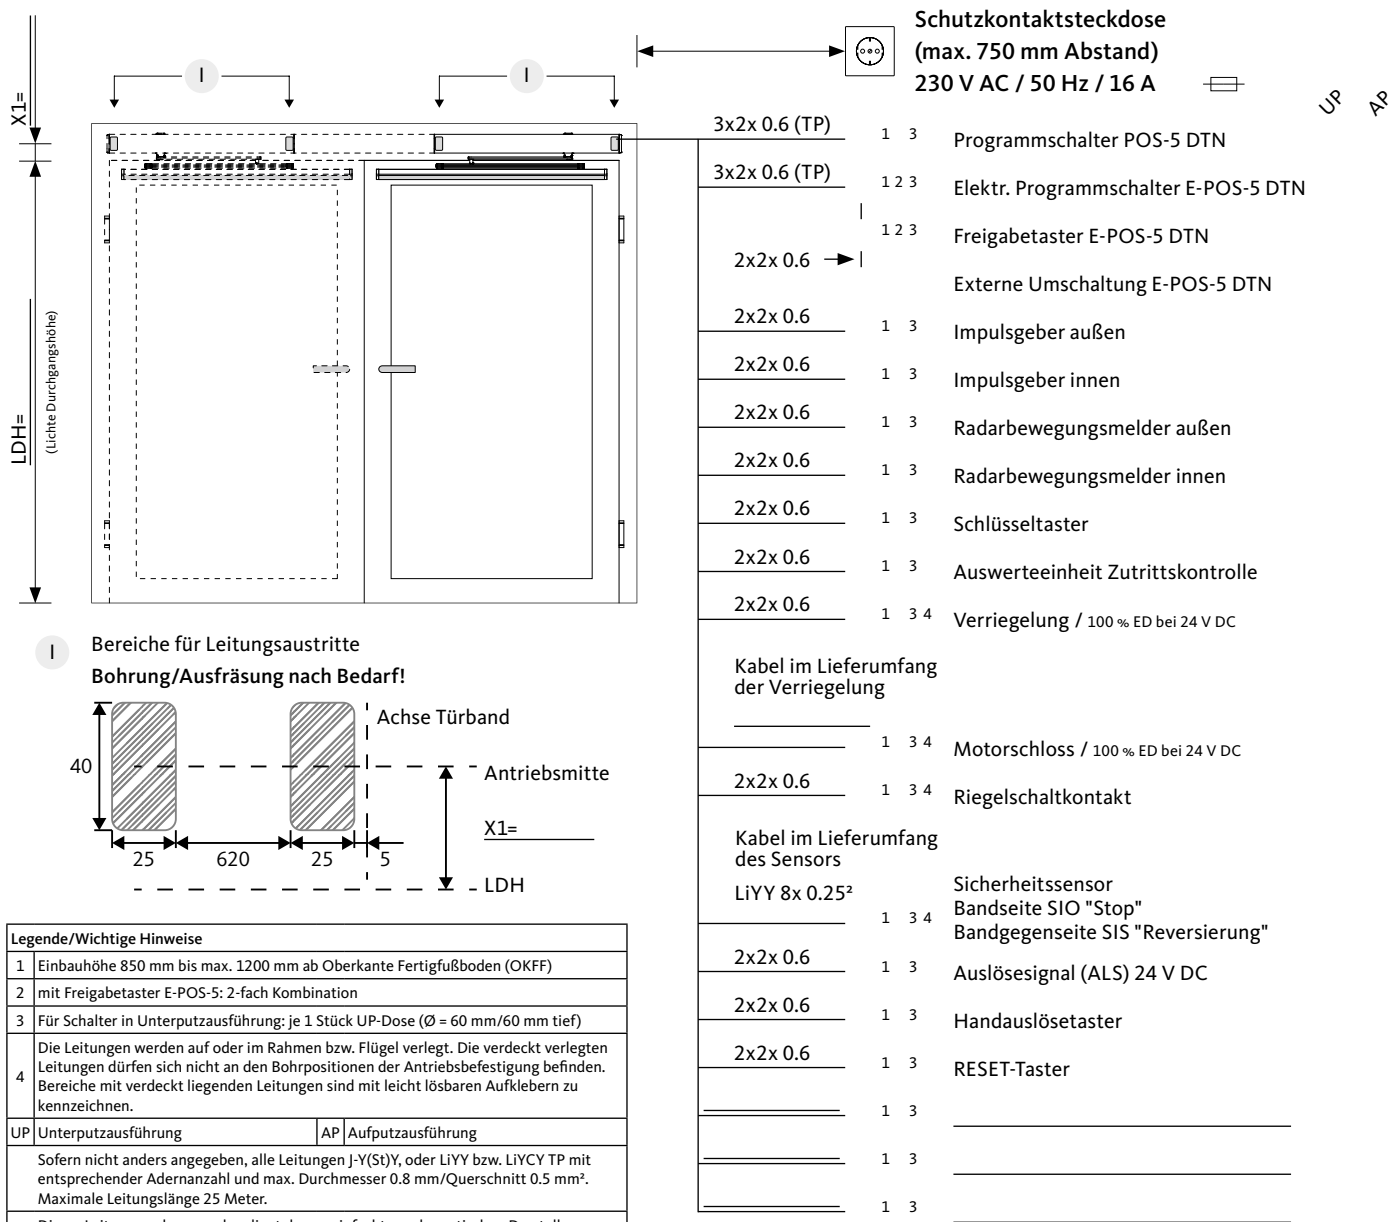 Schutzkontaktsteckdose
(max. 750 mm Abstand)
230 V AC / 50 Hz / 16 A
UP
AP
I
I
X1=
LDH=
(Lichte Durchgangshöhe)
3x2x 0.6 (TP)
1 3
Programmschalter POS-5 DTN
3x2x 0.6 (TP)
1 2 3
Elektr. Programmschalter E-POS-5 DTN
1 2 3
Freigabetaster E-POS-5 DTN
2x2x 0.6
Externe Umschaltung E-POS-5 DTN
2x2x 0.6
1 3
Impulsgeber außen
2x2x 0.6
1 3
Impulsgeber innen
2x2x 0.6
1 3
Radarbewegungsmelder außen
2x2x 0.6
1 3
Radarbewegungsmelder innen
2x2x 0.6
1 3
Schlüsseltaster
2x2x 0.6
1 3
Auswerteeinheit Zutrittskontrolle
2x2x 0.6
1 3 4
Verriegelung / 100 % ED bei 24 V DC
Kabel im Lieferumfang
der Verriegelung
1 3 4
Motorschloss / 100 % ED bei 24 V DC
2x2x 0.6
1 3 4
Riegelschaltkontakt
Kabel im Lieferumfang
des Sensors
LiYY 8x 0.25²
1 3 4
Sicherheitssensor
Bandseite SIO "Stop"
Bandgegenseite SIS "Reversierung"
2x2x 0.6
1 3
Auslösesignal (ALS) 24 V DC
2x2x 0.6
1 3
Handauslösetaster
2x2x 0.6
1 3
RESET-Taster
1 3
1 3
1 3
I
Bereiche für Leitungsaustritte
Bohrung/Ausfräsung nach Bedarf!
Achse Türband
40
Antriebsmitte
X1=
25
620
25
5
LDH
Legende/Wichtige Hinweise
1 Einbauhöhe 850 mm bis max. 1200 mm ab Oberkante Fertigfußboden (OKFF)
2 mit Freigabetaster E-POS-5: 2-fach Kombination
3 Für Schalter in Unterputzausführung: je 1 Stück UP-Dose (Ø = 60 mm/60 mm tief)
4 Die Leitungen werden auf oder im Rahmen bzw. Flügel verlegt. Die verdeckt verlegten
Leitungen dürfen sich nicht an den Bohrpositionen der Antriebsbefestigung befinden.
Bereiche mit verdeckt liegenden Leitungen sind mit leicht lösbaren Aufklebern zu
kennzeichnen.
UP Unterputzausführung AP Aufputzausführung
Sofern nicht anders angegeben, alle Leitungen J-Y(St)Y, oder LiYY bzw. LiYCY TP mit
entsprechender Adernanzahl und max. Durchmesser 0.8 mm/Querschnitt 0.5 mm².
Maximale Leitungslänge 25 Meter.